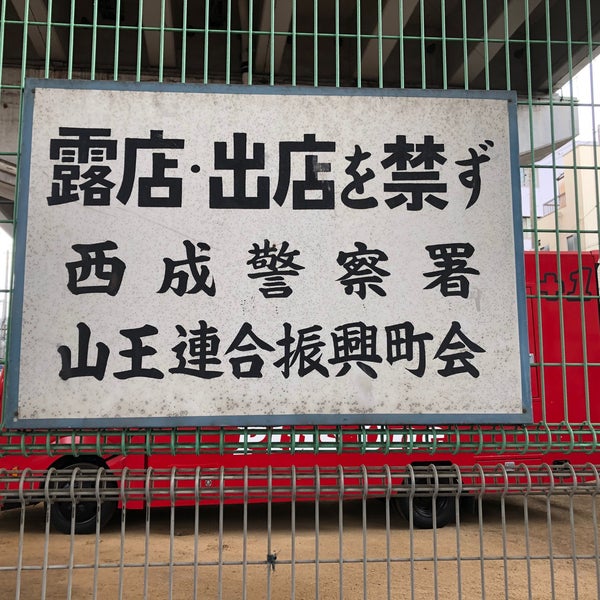 露店・出店を禁ず
西成警察署
山王連合振興町会